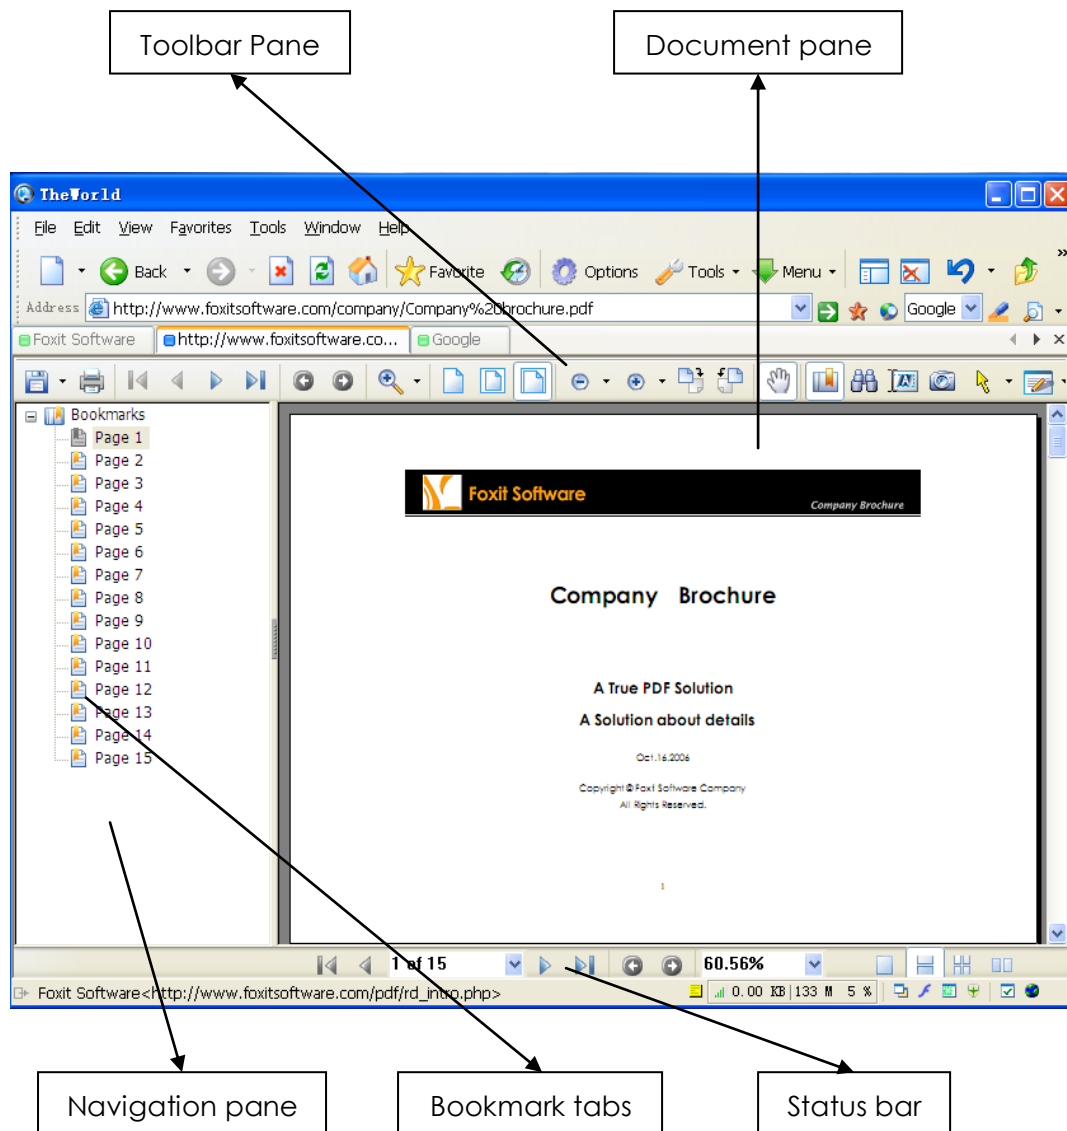 Toolbar Pane
Document pane
TheWorld
File Edit View Favorites Tools Window Help
Back Favorite Options Tools Menu
Address http://www.foxitsoftware.com/company/Company%20brochure.pdf Google
Foxit Software http://www.foxitsoftware.co... Google
Bookmarks
Page 1
Page 2
Page 3
Page 4
Page 5
Page 6
Page 7
Page 8
Page 9
Page 10
Page 11
Page 12
Page 13
Page 14
Page 15
Foxit Software
Company Brochure
Company Brochure
A True PDF Solution
A Solution about details
Oct.16.2006
Copyright © Foxit Software Company
All Rights Reserved.
1
1 of 15 60.56%
Foxit Software<http://www.foxitsoftware.com/pdf/rd_intro.php> 0.00 KB 133 M 5 %
Navigation pane
Bookmark tabs
Status bar